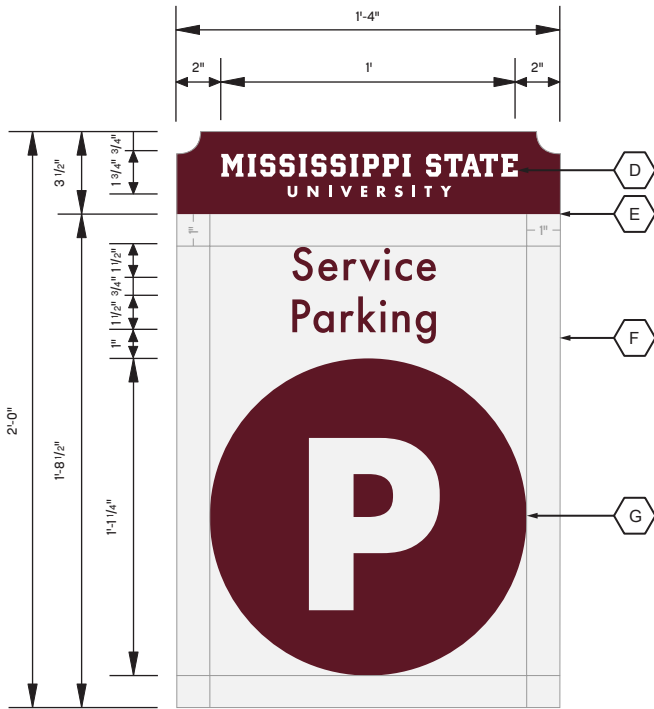 1'-4"
2" 1' 2"
3/4"
3 1/2"
1 3/4"
MISSISSIPPI STATE
UNIVERSITY
D
E
1" 1"
1 1/2"
Service
3/4"
1 1/2"
Parking
1"
F
2'-0"
1'-8 1/2"
1'-1 1/4"
P
G